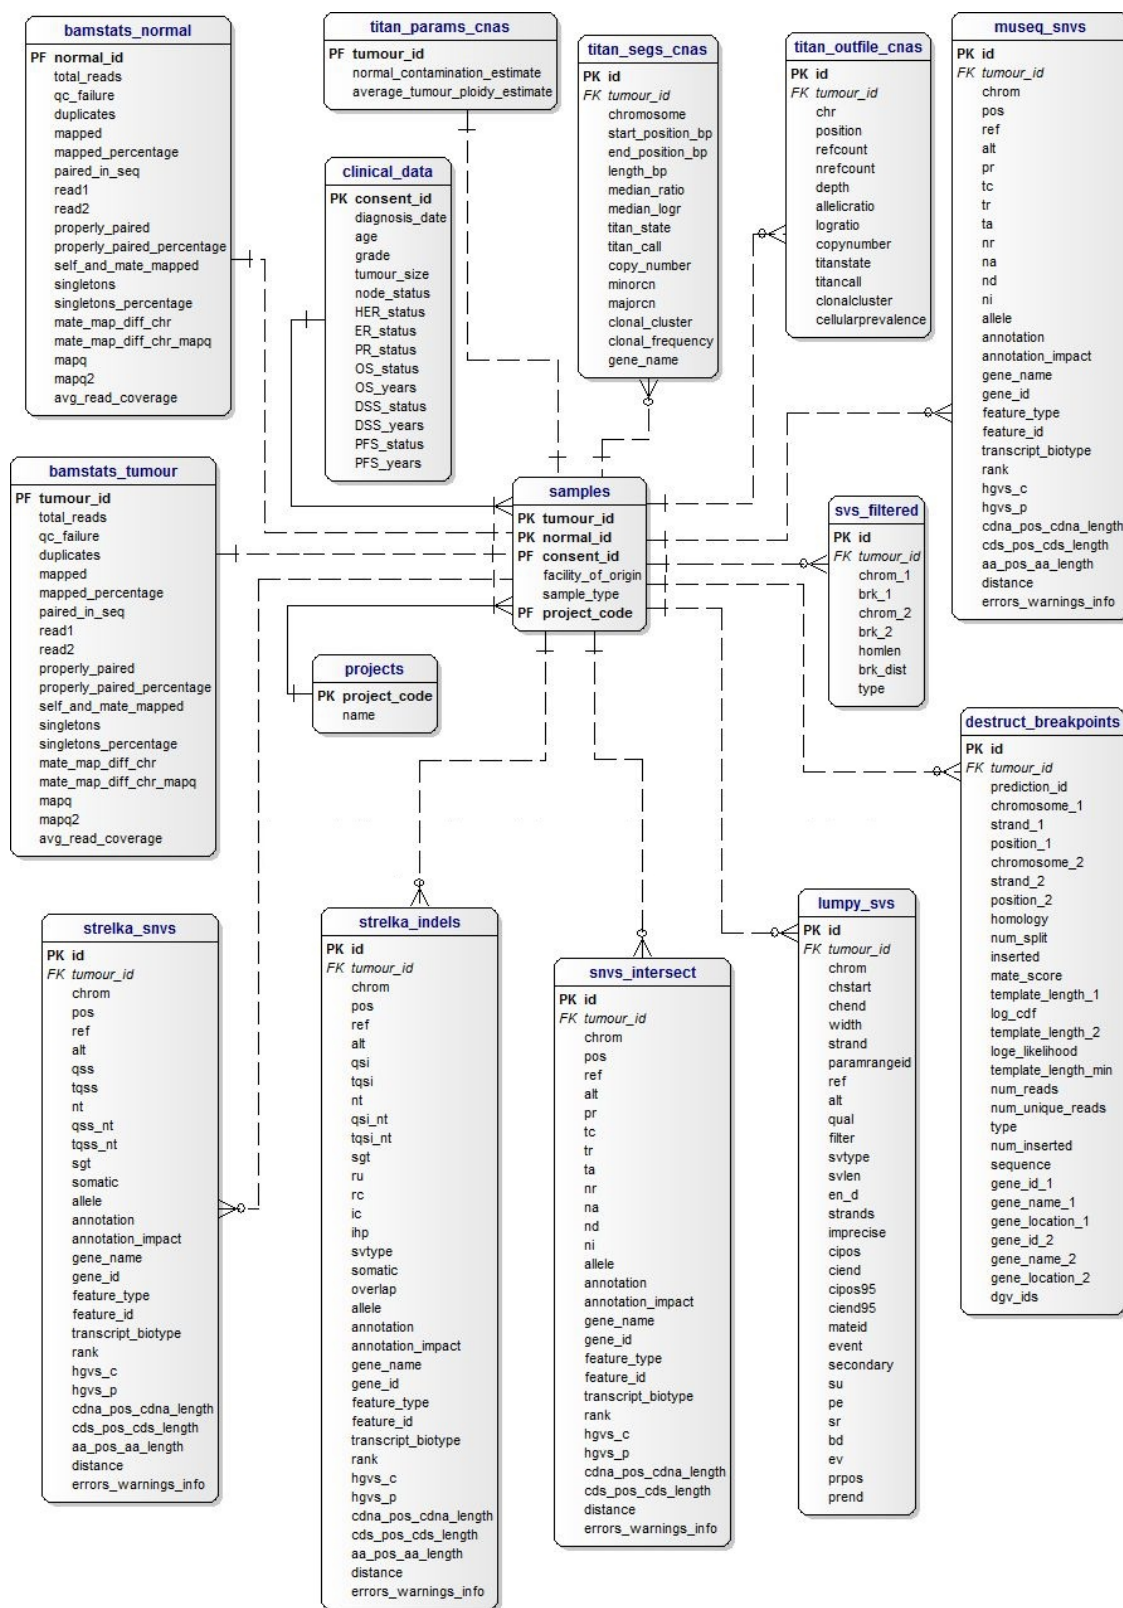 bamstats_normal
PF normal_id
total_reads
qc_failure
duplicates
mapped
mapped_percentage
paired_in_seq
read1
read2
properly_paired
properly_paired_percentage
self_and_mate_mapped
singletons
singletons_percentage
mate_map_diff_chr
mate_map_diff_chr_mapq
mapq
mapq2
avg_read_coverage
titan_params_cnas
PF tumour_id
normal_contamination_estimate
average_tumour_ploidy_estimate
clinical_data
PK consent_id
diagnosis_date
age
grade
tumour_size
node_status
HER_status
ER_status
PR_status
OS_status
OS_years
DSS_status
DSS_years
PFS_status
PFS_years
titan_segs_cnas
PK id
FK tumour_id
chromosome
start_position_bp
end_position_bp
length_bp
median_ratio
median_logr
titan_state
titan_call
copy_number
minorcn
majorcn
clonal_cluster
clonal_frequency
gene_name
titan_outfile_cnas
PK id
FK tumour_id
chr
position
refcount
nrefcount
depth
allelicratio
logratio
copynumber
titanstate
titancall
clonalcluster
cellularprevalence
museq_snvs
PK id
FK tumour_id
chrom
pos
ref
alt
pr
tc
tr
ta
nr
na
nd
ni
allele
annotation
annotation_impact
gene_name
gene_id
feature_type
feature_id
transcript_biotype
rank
hgvs_c
hgvs_p
cdna_pos_cdna_length
cds_pos_cds_length
aa_pos_aa_length
distance
errors_warnings_info
bamstats_tumour
PF tumour_id
total_reads
qc_failure
duplicates
mapped
mapped_percentage
paired_in_seq
read1
read2
properly_paired
properly_paired_percentage
self_and_mate_mapped
singletons
singletons_percentage
mate_map_diff_chr
mate_map_diff_chr_mapq
mapq
mapq2
avg_read_coverage
samples
PK tumour_id
PK normal_id
PF consent_id
facility_of_origin
sample_type
PF project_code
svs_filtered
PK id
FK tumour_id
chrom_1
brk_1
chrom_2
brk_2
homlen
brk_dist
type
projects
PK project_code
name
destruct_breakpoints
PK id
FK tumour_id
prediction_id
chromosome_1
strand_1
position_1
chromosome_2
strand_2
position_2
homology
num_split
inserted
mate_score
template_length_1
log_cdf
template_length_2
loge_likelihood
template_length_min
num_reads
num_unique_reads
type
num_inserted
sequence
gene_id_1
gene_name_1
gene_location_1
gene_id_2
gene_name_2
gene_location_2
dgv_ids
strelka_snvs
PK id
FK tumour_id
chrom
pos
ref
alt
qss
tqss
nt
qss_nt
tqss_nt
sgt
somatic
allele
annotation
annotation_impact
gene_name
gene_id
feature_type
feature_id
transcript_biotype
rank
hgvs_c
hgvs_p
cdna_pos_cdna_length
cds_pos_cds_length
aa_pos_aa_length
distance
errors_warnings_info
strelka_indels
PK id
FK tumour_id
chrom
pos
ref
alt
qsi
tqsi
nt
qsi_nt
tqsi_nt
sgt
ru
rc
ic
ihp
svtype
somatic
overlap
allele
annotation
annotation_impact
gene_name
gene_id
feature_type
feature_id
transcript_biotype
rank
hgvs_c
hgvs_p
cdna_pos_cdna_length
cds_pos_cds_length
aa_pos_aa_length
distance
errors_warnings_info
snvs_intersect
PK id
FK tumour_id
chrom
pos
ref
alt
pr
tc
tr
ta
nr
na
nd
ni
allele
annotation
annotation_impact
gene_name
gene_id
feature_type
feature_id
transcript_biotype
rank
hgvs_c
hgvs_p
cdna_pos_cdna_length
cds_pos_cds_length
distance
errors_warnings_info
lumpy_svs
PK id
FK tumour_id
chrom
chstart
chend
width
strand
paramrangeid
ref
alt
qual
filter
svtype
svlen
en_d
strands
imprecise
cipos
ciend
cipos95
ciend95
mateid
event
secondary
su
pe
sr
bd
ev
prpos
prend